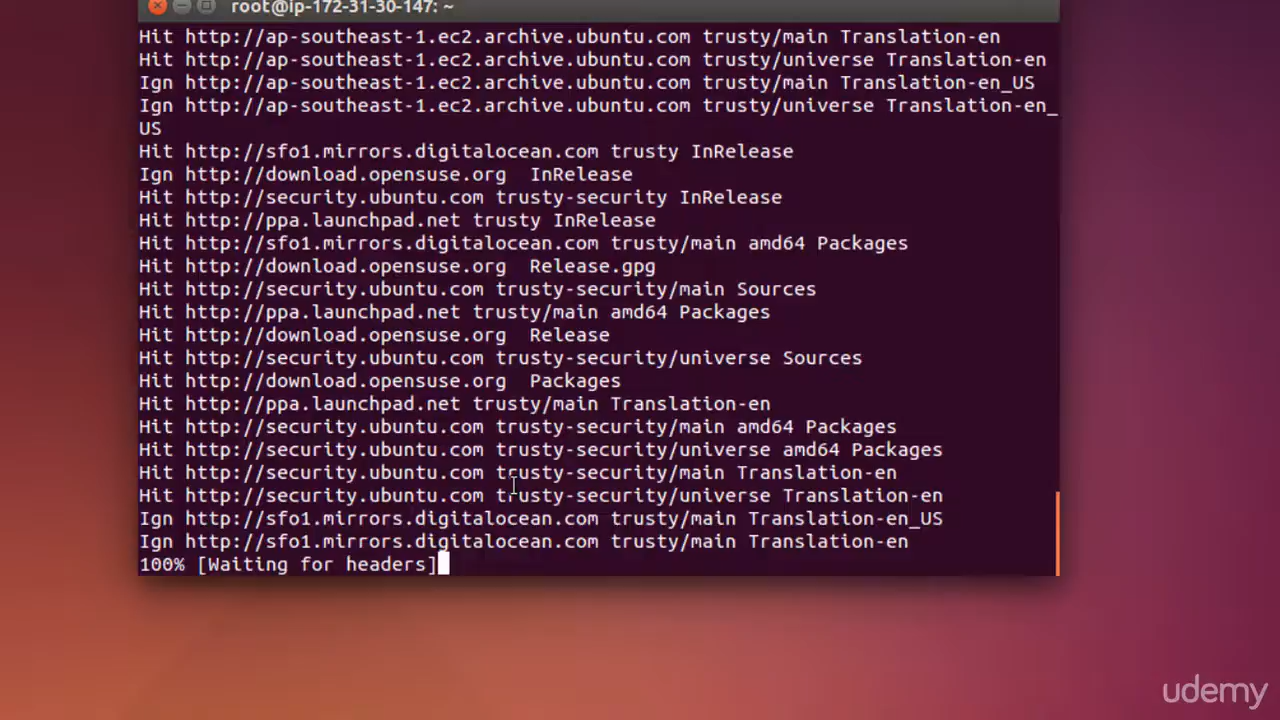 root@ip-172-31-30-147: ~
Hit http://ap-southeast-1.ec2.archive.ubuntu.com trusty/main Translation-en
Hit http://ap-southeast-1.ec2.archive.ubuntu.com trusty/universe Translation-en
Ign http://ap-southeast-1.ec2.archive.ubuntu.com trusty/main Translation-en_US
Ign http://ap-southeast-1.ec2.archive.ubuntu.com trusty/universe Translation-en_
US
Hit http://sfo1.mirrors.digitalocean.com trusty InRelease
Ign http://download.opensuse.org  InRelease
Hit http://security.ubuntu.com trusty-security InRelease
Hit http://ppa.launchpad.net trusty InRelease
Hit http://sfo1.mirrors.digitalocean.com trusty/main amd64 Packages
Hit http://download.opensuse.org  Release.gpg
Hit http://security.ubuntu.com trusty-security/main Sources
Hit http://ppa.launchpad.net trusty/main amd64 Packages
Hit http://download.opensuse.org  Release
Hit http://security.ubuntu.com trusty-security/universe Sources
Hit http://download.opensuse.org  Packages
Hit http://ppa.launchpad.net trusty/main Translation-en
Hit http://security.ubuntu.com trusty-security/main amd64 Packages
Hit http://security.ubuntu.com trusty-security/universe amd64 Packages
Hit http://security.ubuntu.com trusty-security/main Translation-en
Hit http://security.ubuntu.com trusty-security/universe Translation-en
Ign http://sfo1.mirrors.digitalocean.com trusty/main Translation-en_US
Ign http://sfo1.mirrors.digitalocean.com trusty/main Translation-en
100% [Waiting for headers]
udemy